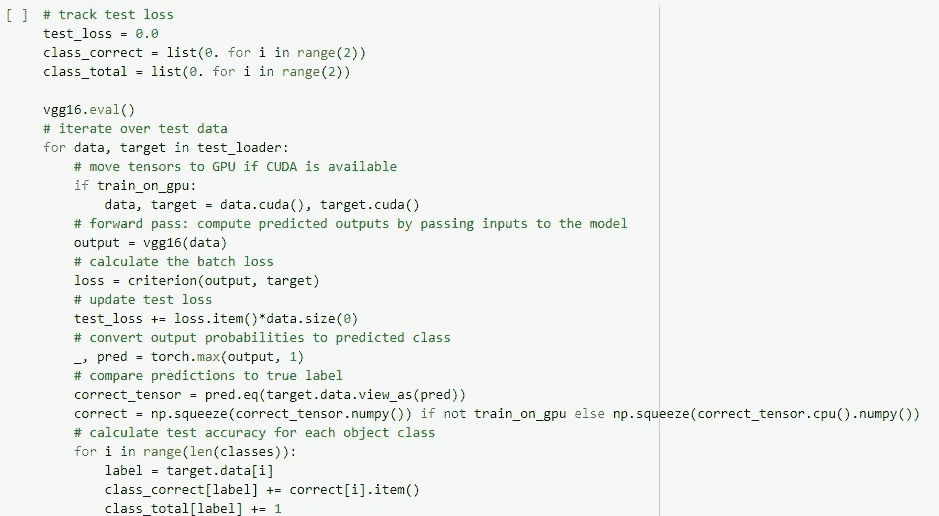 [ ] # track test loss
test_loss = 0.0
class_correct = list(0. for i in range(2))
class_total = list(0. for i in range(2))
vgg16.eval()
# iterate over test data
for data, target in test_loader:
# move tensors to GPU if CUDA is available
if train_on_gpu:
data, target = data.cuda(), target.cuda()
# forward pass: compute predicted outputs by passing inputs to the model
output = vgg16(data)
# calculate the batch loss
loss = criterion(output, target)
# update test loss
test_loss += loss.item()*data.size(0)
# convert output probabilities to predicted class
_, pred = torch.max(output, 1)
# compare predictions to true label
correct_tensor = pred.eq(target.data.view_as(pred))
correct = np.squeeze(correct_tensor.numpy()) if not train_on_gpu else np.squeeze(correct_tensor.cpu().numpy())
# calculate test accuracy for each object class
for i in range(len(classes)):
label = target.data[i]
class_correct[label] += correct[i].item()
class_total[label] += 1